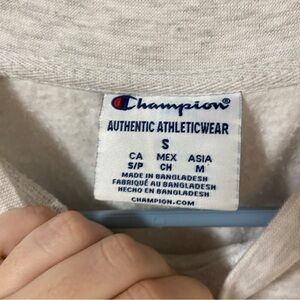 Champion®
AUTHENTIC ATHLETICWEAR
S
CA MEX ASIA
S/P CH M
MADE IN BANGLADESH
FABRIQUÉ AU BANGLADESH
HECHO EN BANGLADESH
CHAMPION.COM